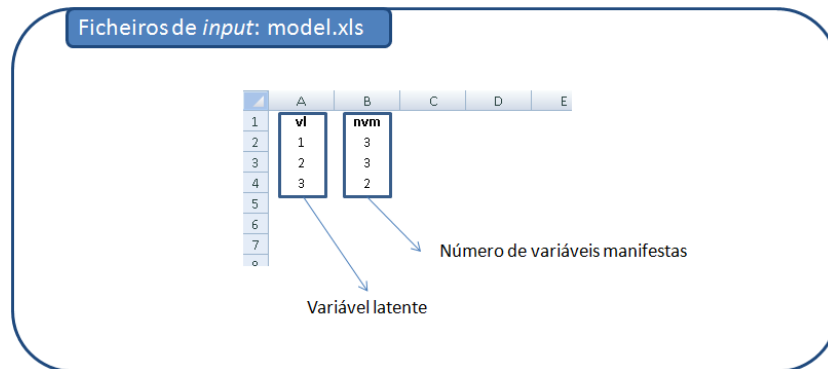 Ficheiros de input: model.xls
A B C D E
1 vl nvm
2 1 3
3 2 3
4 3 2
5
6
7
Número de variáveis manifestas
Variável latente